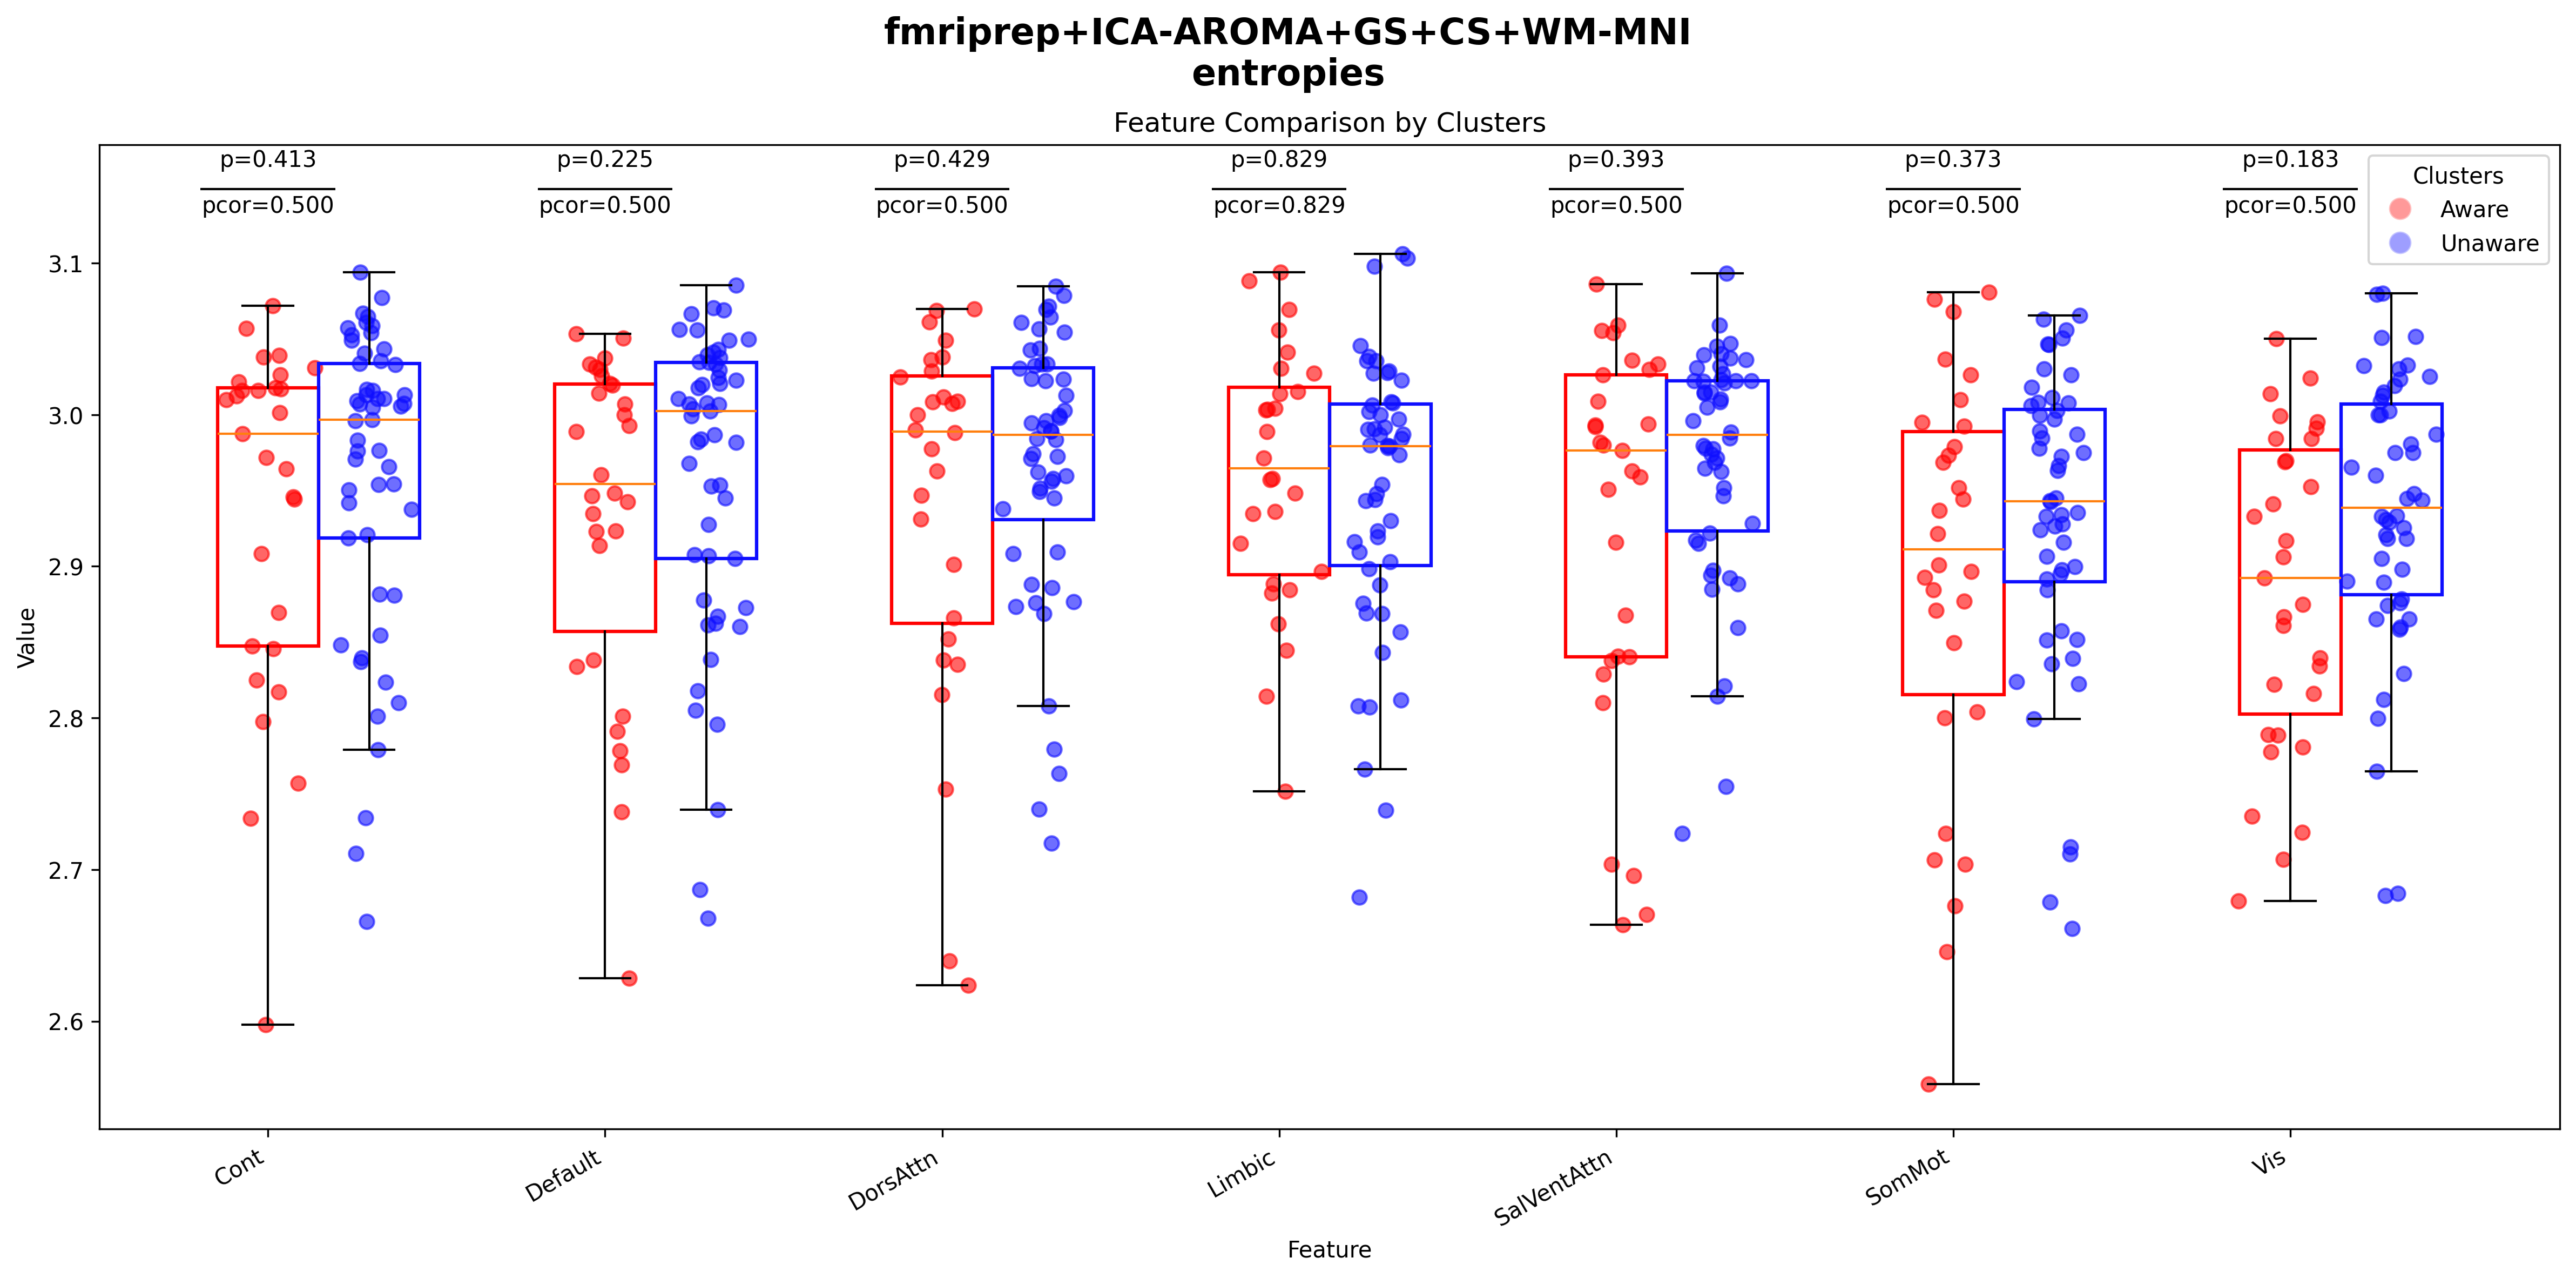 fmriprep+ICA-AROMA+GS+CS+WM-MNI
entropies
Feature Comparison by Clusters
p=0.413 p=0.225 p=0.429 p=0.829 p=0.393 p=0.373 p=0.183
pcor=0.500 pcor=0.500 pcor=0.500 pcor=0.829 pcor=0.500 pcor=0.500 pcor=0.500
Clusters
Aware
Unaware
3.1
3.0
2.9
2.8
2.7
2.6
Value
Cont Default DorsAttn Limbic SalVentAttn SomMot Vis
Feature